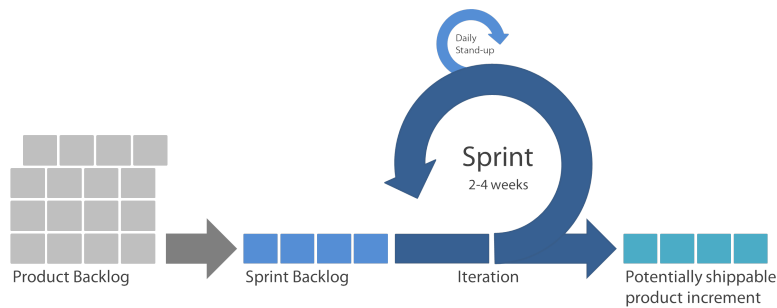 Daily
Stand-up
Sprint
2-4 weeks
Product Backlog
Sprint Backlog
Iteration
Potentially shippable
product increment